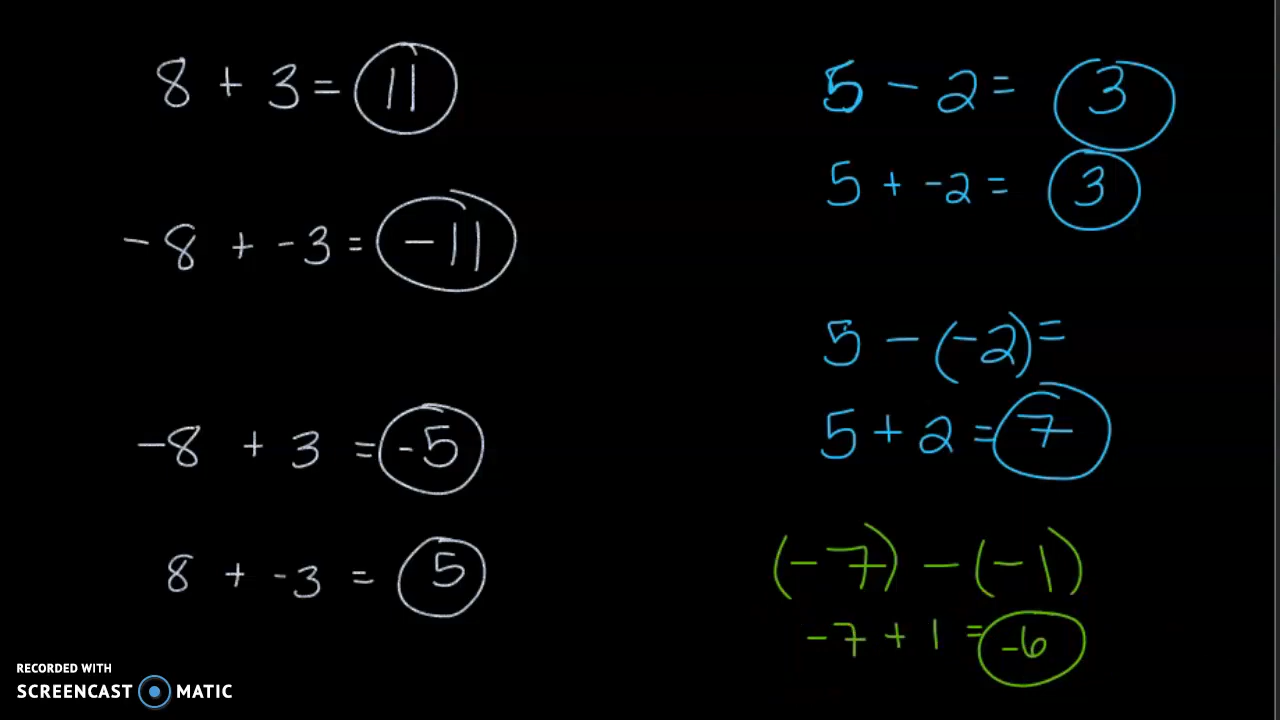 8 + 3 = 11
-8 + -3 = -11
-8 + 3 = -5
8 + -3 = 5
5 - 2 = 3
5 + -2 = 3
5 - (-2) =
5 + 2 = 7
(-7) - (-1)
-7 + 1 = -6
RECORDED WITH
SCREENCAST MATIC